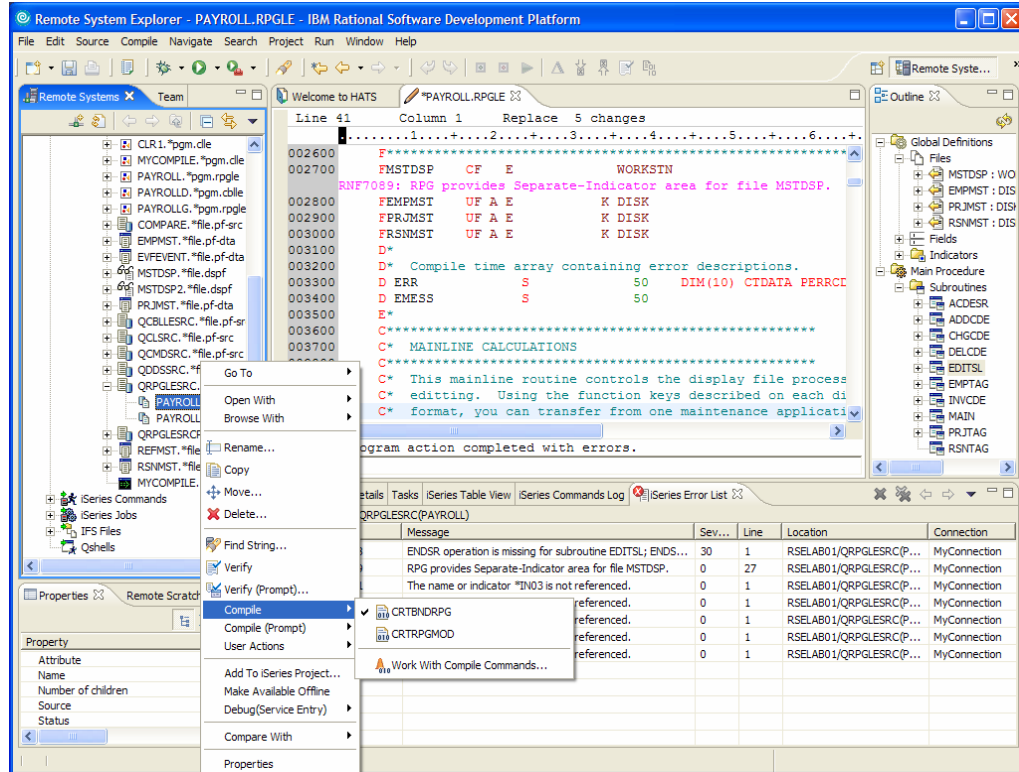 Remote System Explorer - PAYROLL.RPGLE - IBM Rational Software Development Platform
File Edit Source Compile Navigate Search Project Run Window Help
Remote Syste...
Remote Systems Team
Welcome to HATS *PAYROLL.RPGLE
Outline
Line 41 Column 1 Replace 5 changes
.........1....+....2....+....3....+....4....+....5....+....6....+.
CLR1.*pgm.clle
MYCOMPILE.*pgm.clle
PAYROLL.*pgm.rpgle
PAYROLLD.*pgm.cblle
PAYROLLG.*pgm.rpgle
COMPARE.*file.pf-src
EMPMST.*file.pf-dta
EVFEVENT.*file.pf-dta
MSTDSP.*file.dspf
MSTDSP2.*file.dspf
PRJMST.*file.pf-dta
QCBLLESRC.*file.pf-sr
QCLSRC.*file.pf-src
QCMDSRC.*file.pf-src
QDDSSRC.*f
QRPGLESRC.
PAYROLL
PAYROLL
QRPGLESRCP
REFMST.*file
RSNMST.*file
MYCOMPILE.
iSeries Commands
iSeries Jobs
IFS Files
Qshells
002600 F*********************************************************
002700 FMSTDSP CF E WORKSTN
RNF7089: RPG provides Separate-Indicator area for file MSTDSP.
002800 FEMPMST UF A E K DISK
002900 FPRJMST UF A E K DISK
003000 FRSNMST UF A E K DISK
003100 D*
003200 D* Compile time array containing error descriptions.
003300 D ERR S 50 DIM(10) CTDATA PERRCD
003400 D EMESS S 50
003500 E*
003600 C*****************************************************
003700 C* MAINLINE CALCULATIONS
C*****************************************************
C* This mainline routine controls the display file process
C* editting. Using the function keys described on each di
C* format, you can transfer from one maintenance applicati
ogram action completed with errors.
Global Definitions
Files
MSTDSP : WO
EMPMST : DIS
PRJMST : DISH
RSNMST : DIS
Fields
Indicators
Main Procedure
Subroutines
ACDESR
ADDCDE
CHGCDE
DELCDE
EDITSL
EMPTAG
INVCDE
MAIN
PRJTAG
RSNTAG
Go To
Open With
Browse With
Rename...
Copy
Move...
Delete...
Find String...
Verify
Verify (Prompt)...
Compile
Compile (Prompt)
User Actions
Add To iSeries Project...
Make Available Offline
Debug(Service Entry)
Compare With
Properties
CRTBNDRPG
CRTRPGMOD
Work With Compile Commands...
etails Tasks iSeries Table View iSeries Commands Log iSeries Error List
QRPGLESRC(PAYROLL)
Message Sev... Line Location Connection
ENDSR operation is missing for subroutine EDITSL; ENDS... 30 1 RSELAB01/QRPGLESRC(P... MyConnection
RPG provides Separate-Indicator area for file MSTDSP. 0 27 RSELAB01/QRPGLESRC(P... MyConnection
The name or indicator *IN03 is not referenced. 0 1 RSELAB01/QRPGLESRC(P... MyConnection
referenced. 0 1 RSELAB01/QRPGLESRC(P... MyConnection
referenced. 0 1 RSELAB01/QRPGLESRC(P... MyConnection
referenced. 0 1 RSELAB01/QRPGLESRC(P... MyConnection
referenced. 0 1 RSELAB01/QRPGLESRC(P... MyConnection
Properties Remote Scratch
Property
Attribute
Name
Number of children
Source
Status